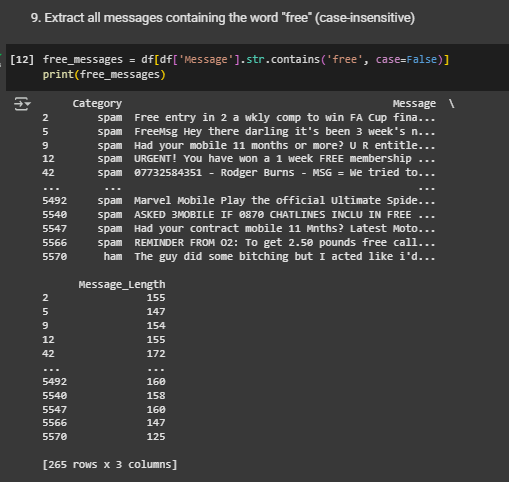 9. Extract all messages containing the word "free" (case-insensitive)
[12] free_messages = df[df['Message'].str.contains('free', case=False)]
print(free_messages)
Category Message \
2 spam Free entry in 2 a wkly comp to win FA Cup fina...
5 spam FreeMsg Hey there darling it's been 3 week's n...
9 spam Had your mobile 11 months or more? U R entitle...
12 spam URGENT! You have won a 1 week FREE membership ...
42 spam 07732584351 - Rodger Burns - MSG = We tried to...
... ... ...
5492 spam Marvel Mobile Play the official Ultimate Spide...
5540 spam ASKED 3MOBILE IF 0870 CHATLINES INCLU IN FREE ...
5547 spam Had your contract mobile 11 Mnths? Latest Moto...
5566 spam REMINDER FROM O2: To get 2.50 pounds free call...
5570 ham The guy did some bitching but I acted like i'd...
Message_Length
2 155
5 147
9 154
12 155
42 172
... ...
5492 160
5540 158
5547 160
5566 147
5570 125
[265 rows x 3 columns]